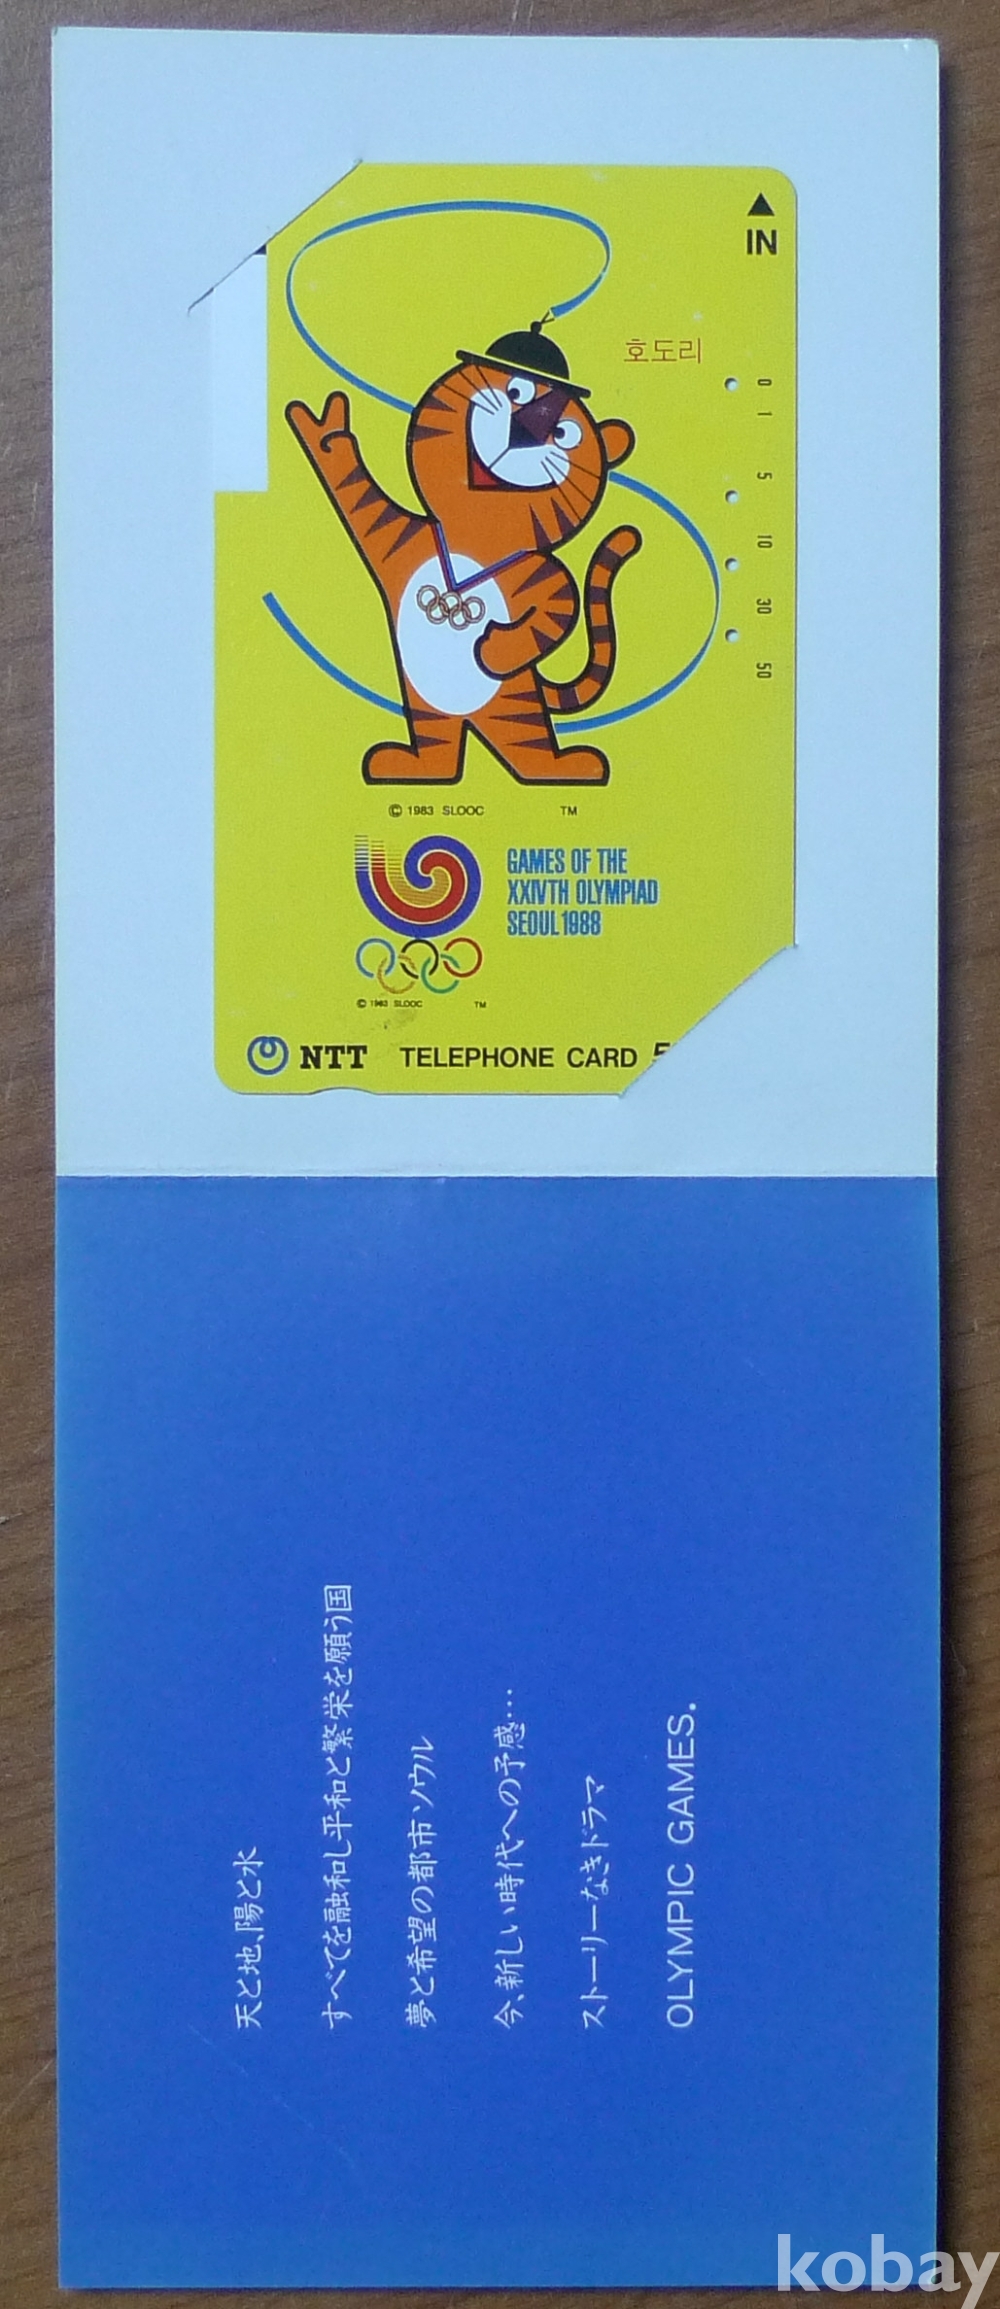 IN
호도리
0
1
5
10
30
50
© 1983 SLOOC TM
GAMES OF THE
XXIVTH OLYMPIAD
SEOUL 1988
© 1983 SLOOC TM
NTT TELEPHONE CARD 5
天と地、陽と水
すべてを融和し平和と繁栄を願う国
夢と希望の都市ソウル
今、新しい時代への予感…
ストーリーなきドラマ
OLYMPIC GAMES.
kobay